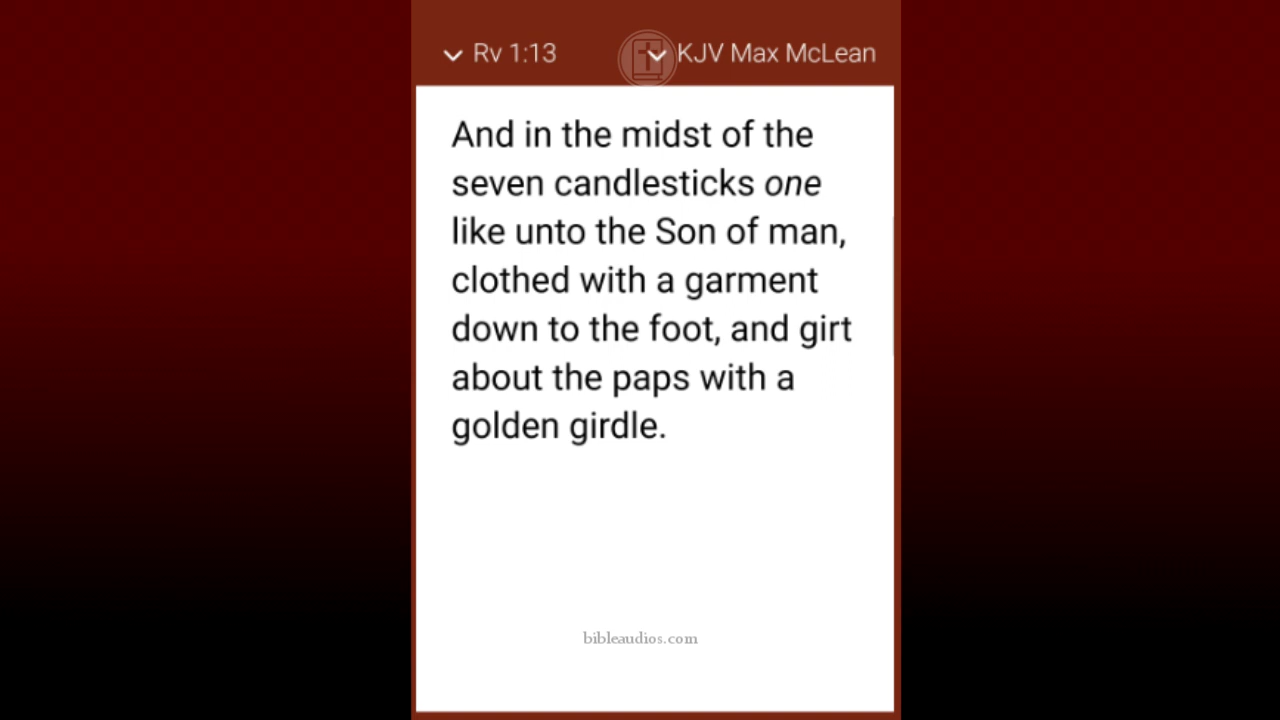 Rv 1:13 KJV Max McLean
And in the midst of the
seven candlesticks one
like unto the Son of man,
clothed with a garment
down to the foot, and girt
about the paps with a
golden girdle.
bibleaudios.com